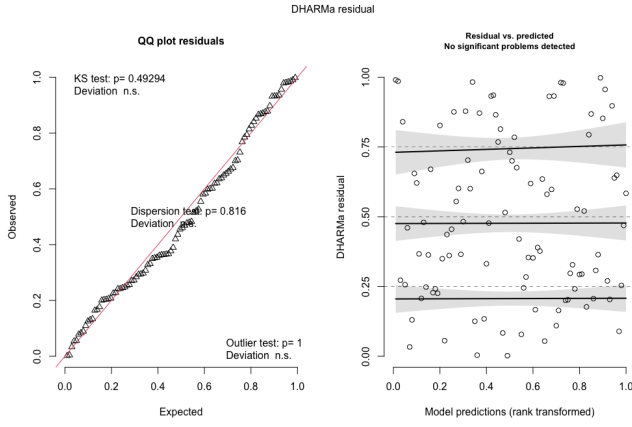 DHARMa residual
QQ plot residuals
KS test: p= 0.49294
Deviation n.s.
Dispersion test: p= 0.816
Deviation n.s.
Outlier test: p= 1
Deviation n.s.
Observed
0.0 0.2 0.4 0.6 0.8 1.0
0.0 0.2 0.4 0.6 0.8 1.0
Expected
Residual vs. predicted
No significant problems detected
DHARMa residual
0.00 0.25 0.50 0.75 1.00
0.0 0.2 0.4 0.6 0.8 1.0
Model predictions (rank transformed)